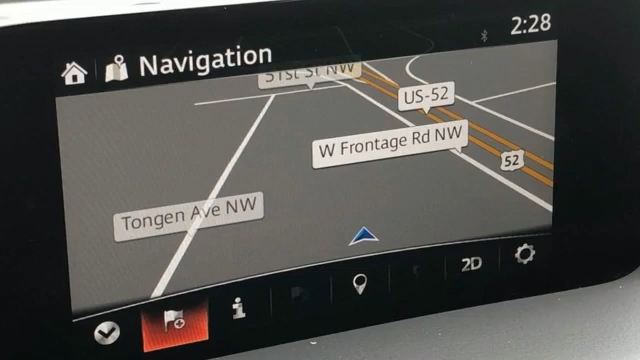 2:28
Navigation
51st St NW
US-52
W Frontage Rd NW
52
Tongen Ave NW
2D